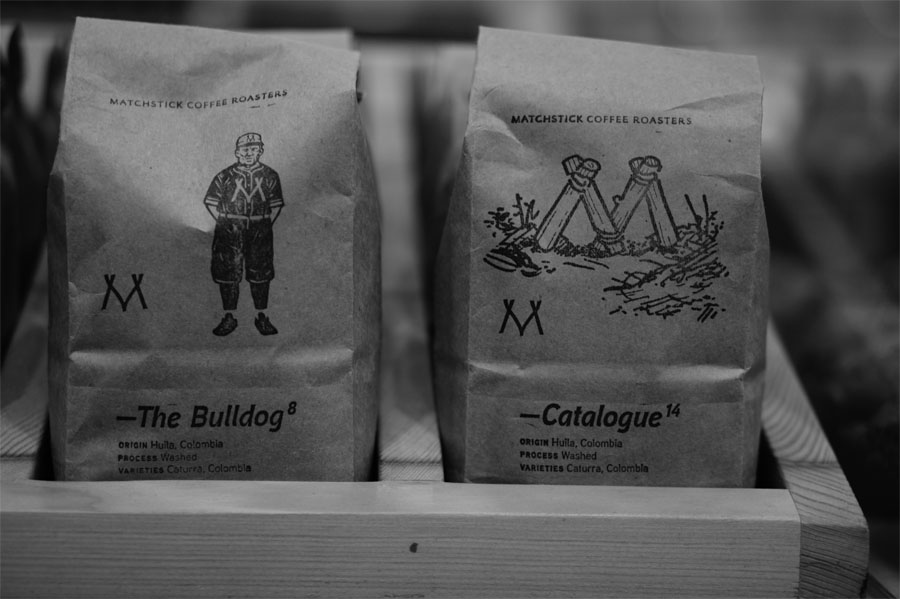 MATCHSTICK COFFEE ROASTERS
—The Bulldog8
ORIGIN Huila, Colombia
PROCESS Washed
VARIETIES Caturra, Colombia
MATCHSTICK COFFEE ROASTERS
—Catalogue14
ORIGIN Huila, Colombia
PROCESS Washed
VARIETIES Caturra, Colombia